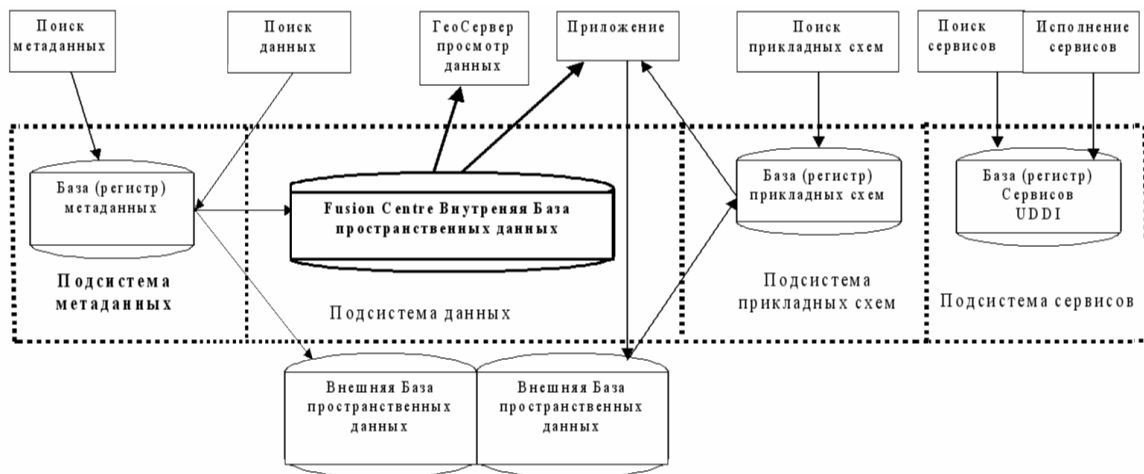 Поиск
метаданных
Поиск
данных
ГеоСервер
просмотр
данных
Приложение
Поиск
прикладных схем
Поиск
сервисов
Исполнение
сервисов
База (регистр)
метаданных
Fusion Centre Внутреняя База
пространственных данных
База (регистр)
прикладных схем
База (регистр)
Сервисов
UDDI
Подсистема
метаданных
Подсистема данных
Подсистема
прикладных схем
Подсистема сервисов
Внешняя База
пространственных
данных
Внешняя База
пространственных
данных